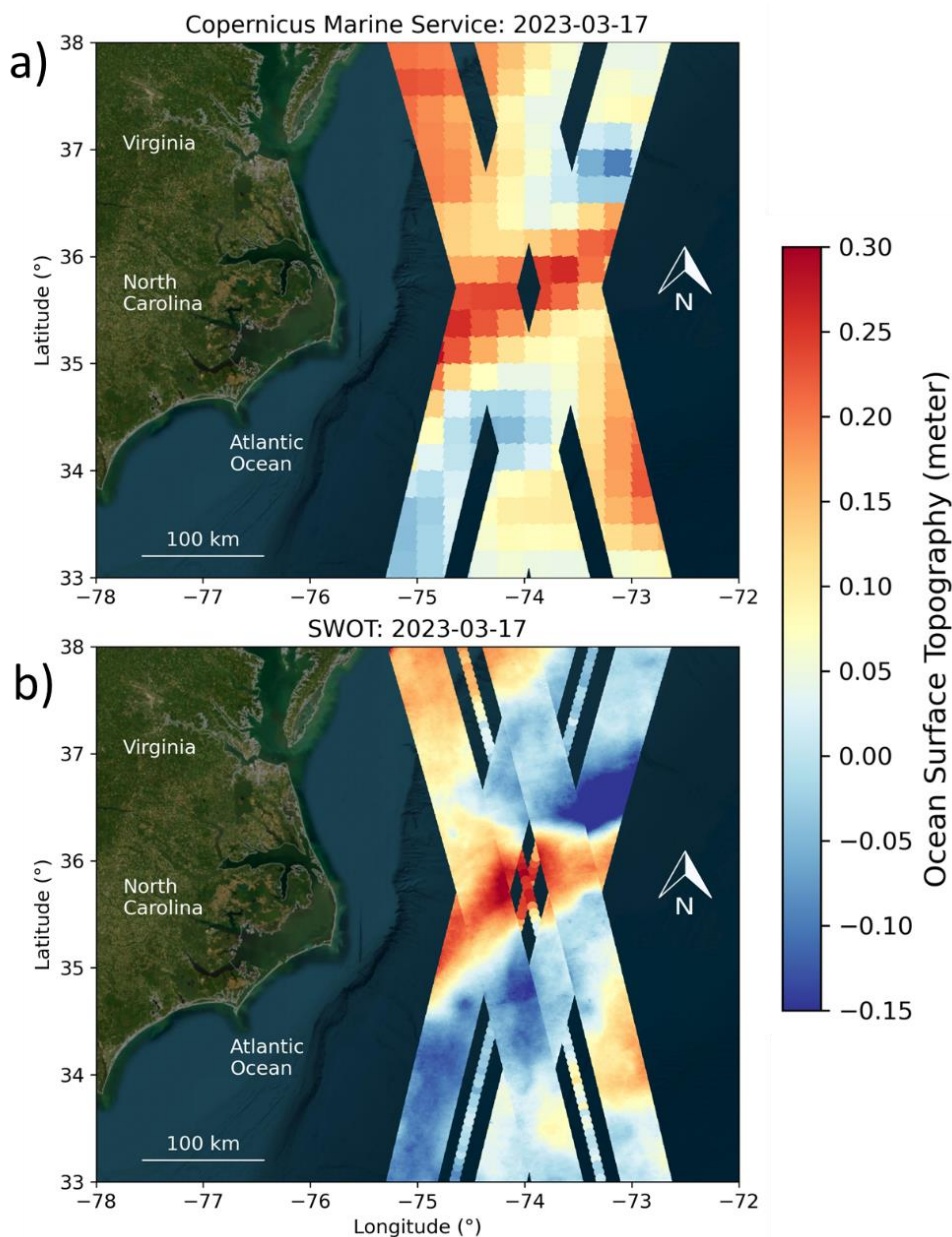 Copernicus Marine Service: 2023-03-17
a)
38
37
36
35
34
33
Latitude (°)
Virginia
North
Carolina
Atlantic
Ocean
100 km
N
−78
−77
−76
−75
−74
−73
−72
SWOT: 2023-03-17
b)
38
37
36
35
34
33
Latitude (°)
Virginia
North
Carolina
Atlantic
Ocean
100 km
N
−78
−77
−76
−75
−74
−73
−72
Longitude (°)
0.30
0.25
0.20
0.15
0.10
0.05
0.00
−0.05
−0.10
−0.15
Ocean Surface Topography (meter)